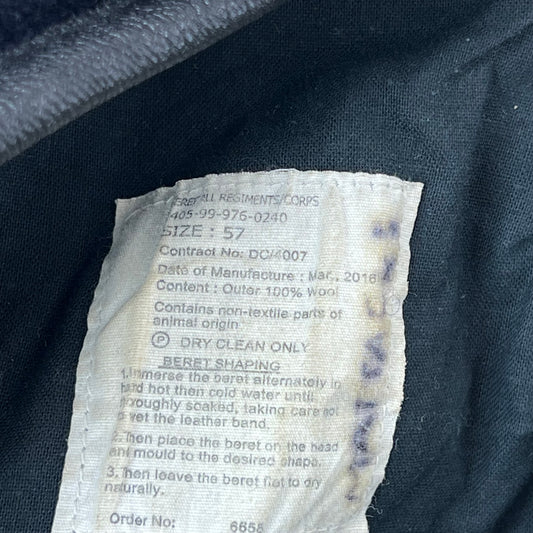 BERET ALL REGIMENTS/CORPS
8405-99-976-0240
SIZE : 57
Contract No: DC/4007
Date of Manufacture : Mar., 2016
Content : Outer 100% Wool
Contains non-textile parts of
animal origin
Ⓟ DRY CLEAN ONLY
BERET SHAPING
1.Immerse the beret alternately in
hard hot then cold water until
thoroughly soaked, taking care not
to wet the leather band.
2. Then place the beret on the head
and mould to the desired shape.
3. Then leave the beret flat to dry
naturally.
Order No: 6658